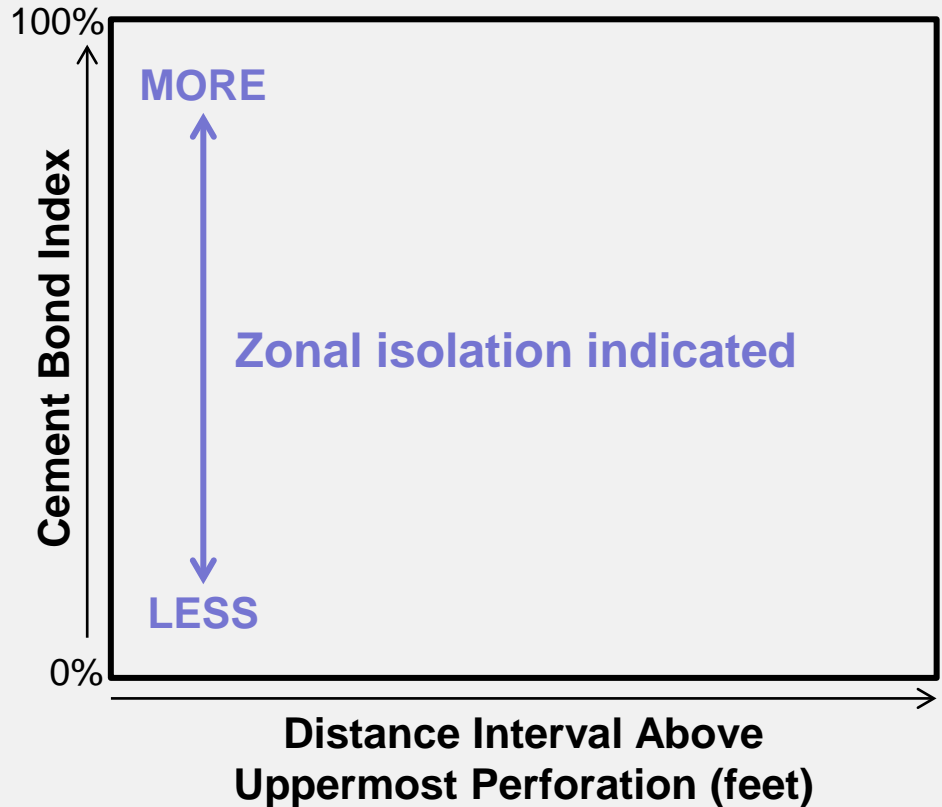 100%
MORE
Cement Bond Index
Zonal isolation indicated
LESS
0%
Distance Interval Above
Uppermost Perforation (feet)